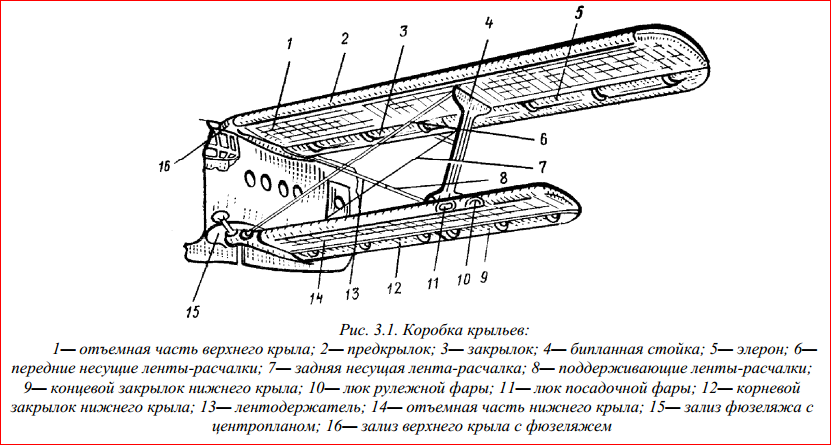 1 2 3 4 5
6
7
8
16
15
14 13 12 11 10 9
Рис. 3.1. Коробка крыльев:
1— отъемная часть верхнего крыла; 2— предкрылок; 3— закрылок; 4— бипланная стойка; 5— элерон; 6—
передние несущие ленты-расчалки; 7— задняя несущая лента-расчалка; 8— поддерживающие ленты-расчалки;
9— концевой закрылок нижнего крыла; 10— люк рулежной фары; 11— люк посадочной фары; 12— корневой
закрылок нижнего крыла; 13— лентодержатель; 14— отъемная часть нижнего крыла; 15— зализ фюзеляжа с
центропланом; 16— зализ верхнего крыла с фюзеляжем